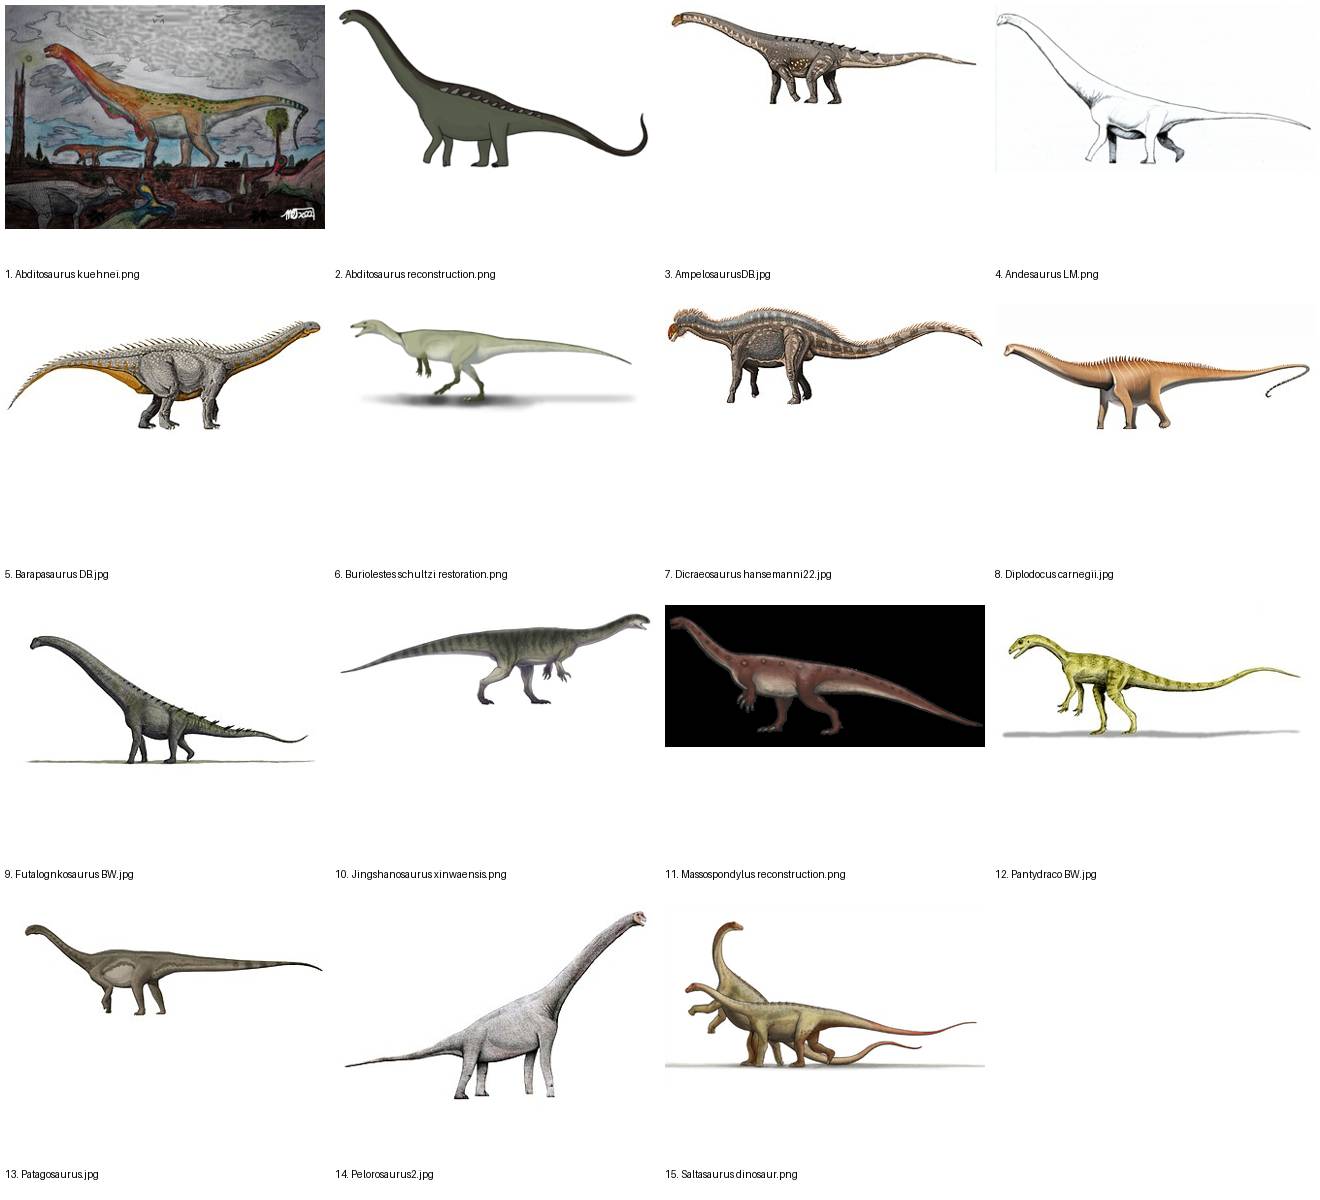 1. Abditosaurus kuehnei.png
2. Abditosaurus reconstruction.png
3. AmpelosaurusDB.jpg
4. Andesaurus LM.png
5. Barapasaurus DB.jpg
6. Buriolestes schultzi restoration.png
7. Dicraeosaurus hansemanni22.jpg
8. Diplodocus carnegii.jpg
9. Futalognkosaurus BW.jpg
10. Jingshanosaurus xinwaensis.png
11. Massospondylus reconstruction.png
12. Pantydraco BW.jpg
13. Patagosaurus.jpg
14. Pelorosaurus2.jpg
15. Saltasaurus dinosaur.png